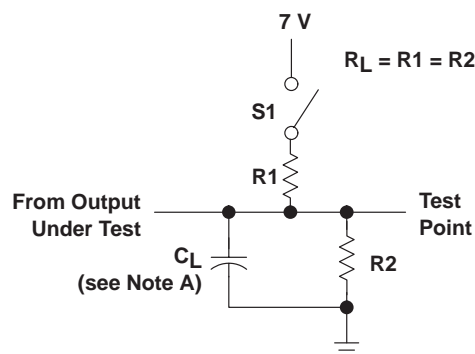 7 V
RL = R1 = R2
S1
R1
From Output
Under Test
Test
Point
CL
(see Note A)
R2